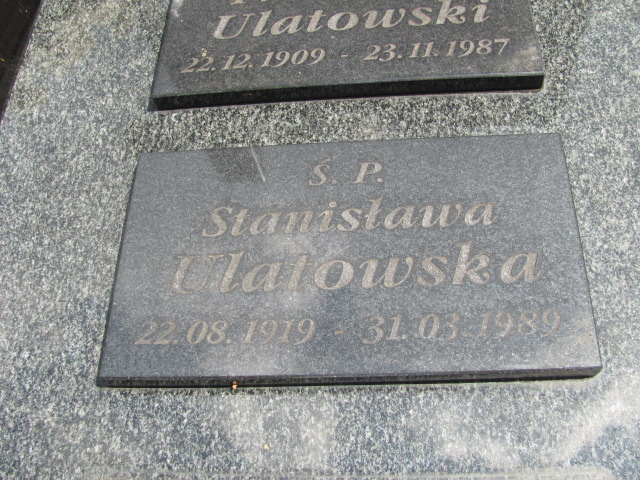 Ulatowski
22.12.1909 - 23.11.1987
Ś. P.
Stanisława
Ulatowska
22.08.1919 - 31.03.1989